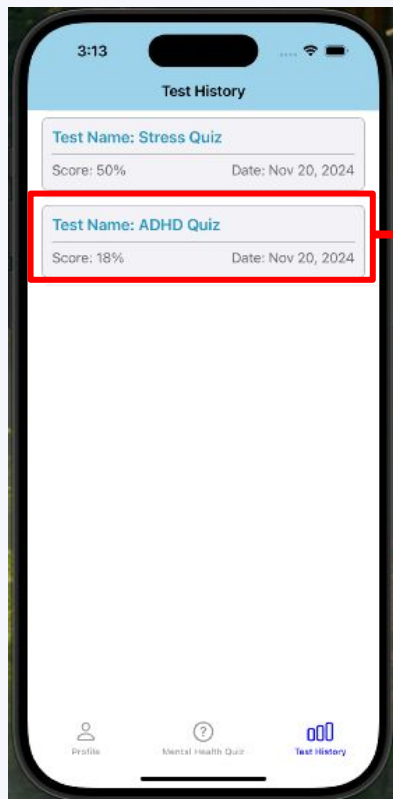 3:13
Test History
Test Name: Stress Quiz
Score: 50% Date: Nov 20, 2024
Test Name: ADHD Quiz
Score: 18% Date: Nov 20, 2024
Profile Mental Health Quiz Test History